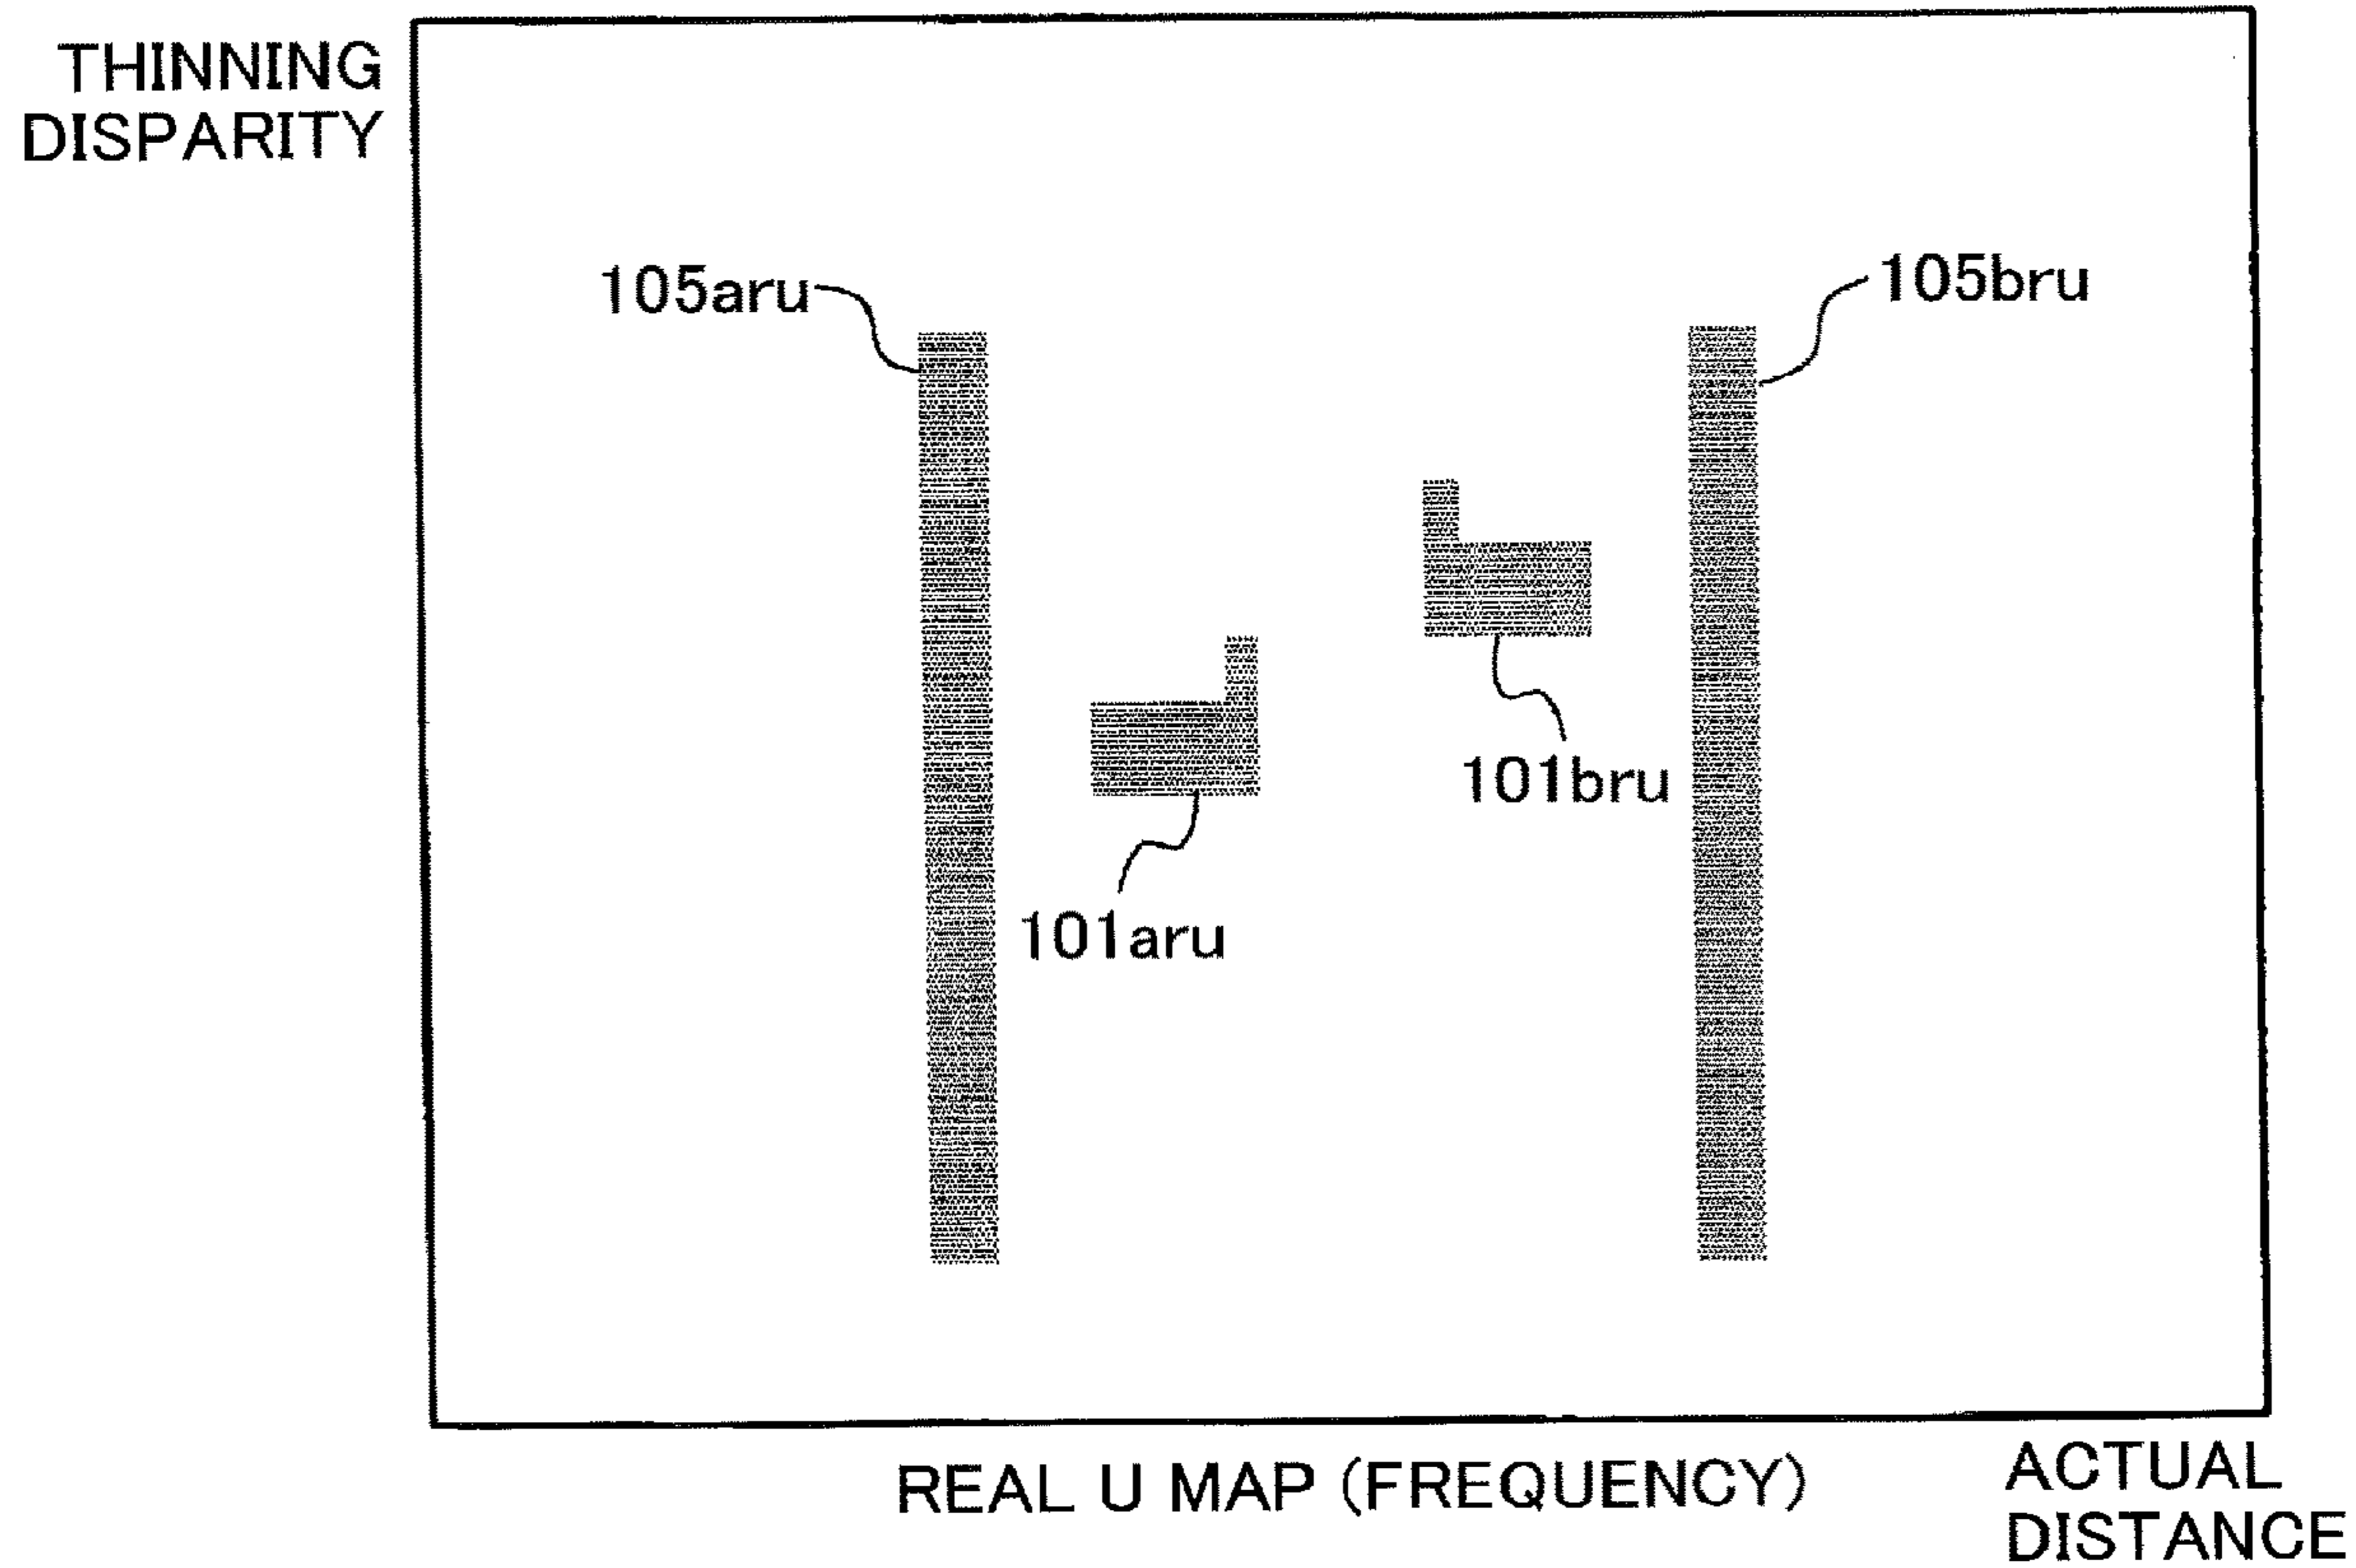 THINNING
DISPARITY
105aru
105bru
101bru
101aru
REAL U MAP (FREQUENCY)
ACTUAL
DISTANCE